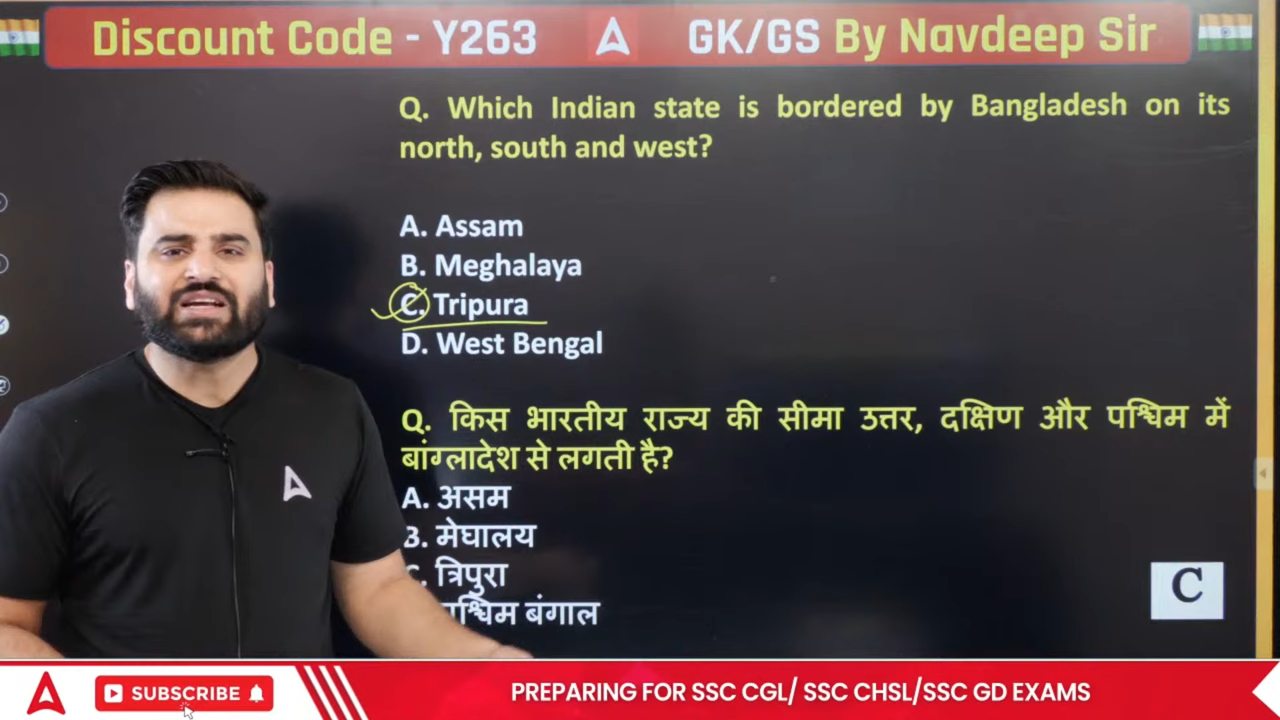 Discount Code - Y263 GK/GS By Navdeep Sir
Q. Which Indian state is bordered by Bangladesh on its
north, south and west?
A. Assam
B. Meghalaya
C. Tripura
D. West Bengal
Q. किस भारतीय राज्य की सीमा उत्तर, दक्षिण और पश्चिम में
बांग्लादेश से लगती है?
A. असम
B. मेघालय
C. त्रिपुरा
पश्चिम बंगाल
C
SUBSCRIBE
PREPARING FOR SSC CGL/ SSC CHSL/SSC GD EXAMS